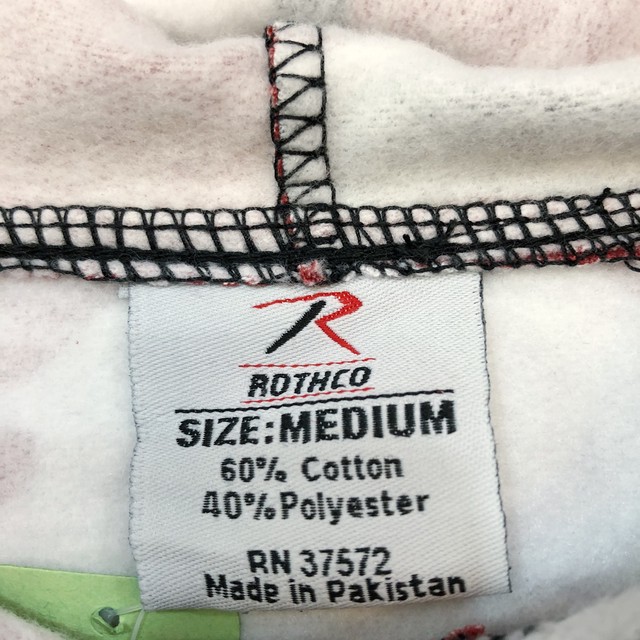 R
ROTHCO
SIZE:MEDIUM
60% Cotton
40% Polyester
RN 37572
Made in Pakistan